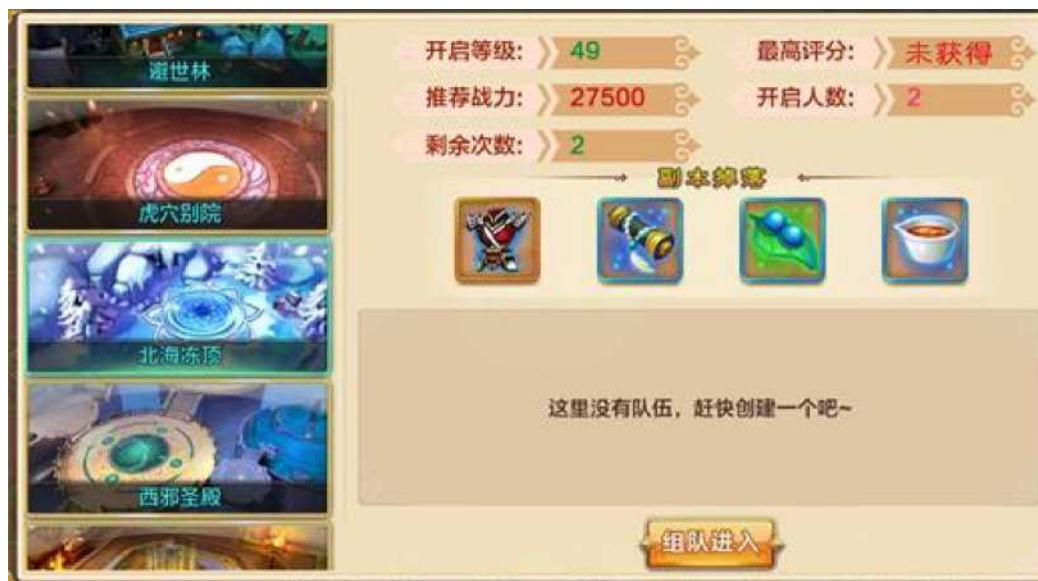 避世林
虎穴别院
北海冻顶
西邪圣殿
开启等级: 49
最高评分: 未获得
推荐战力: 27500
开启人数: 2
剩余次数: 2
副本掉落
这里没有队伍，赶快创建一个吧~
组队进入